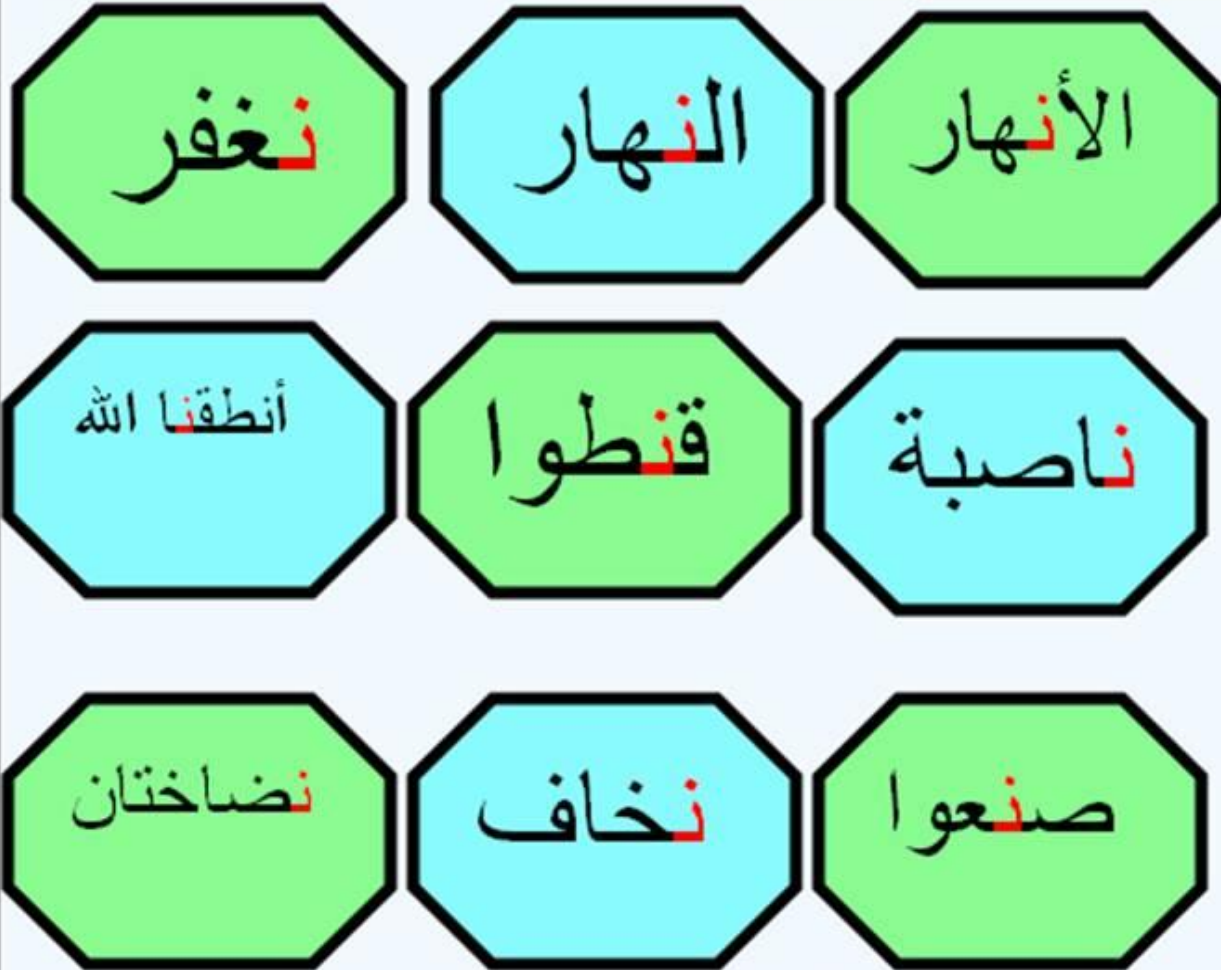 الأنهار
النهار
نغفر
ناصبة
قنطوا
أنطقنا الله
صنعوا
نخاف
نضاختان